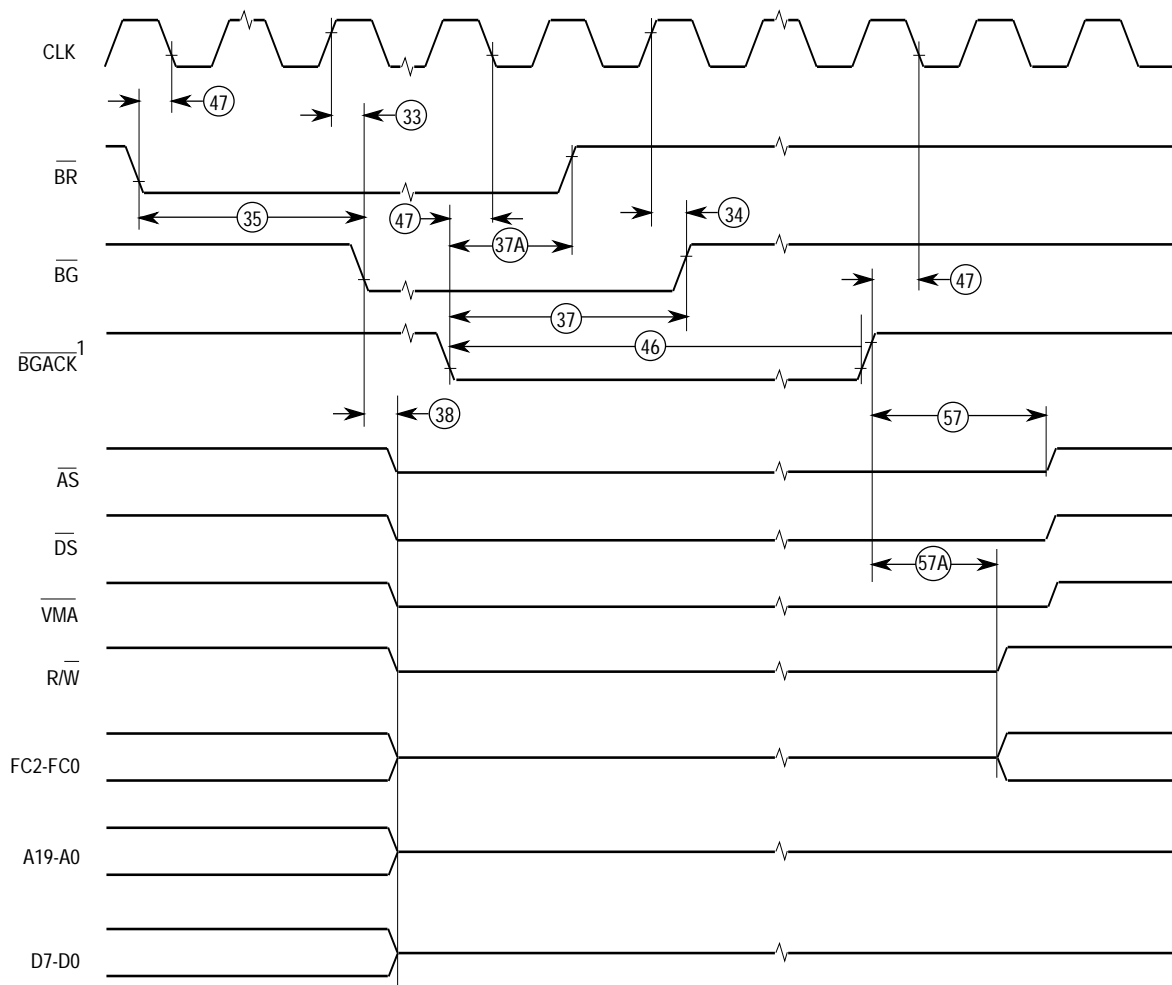 CLK
47
33
BR
35
47
37A
34
BG
47
37
BGACK1
46
38
57
AS
DS
57A
VMA
R/W
FC2-FC0
A19-A0
D7-D0